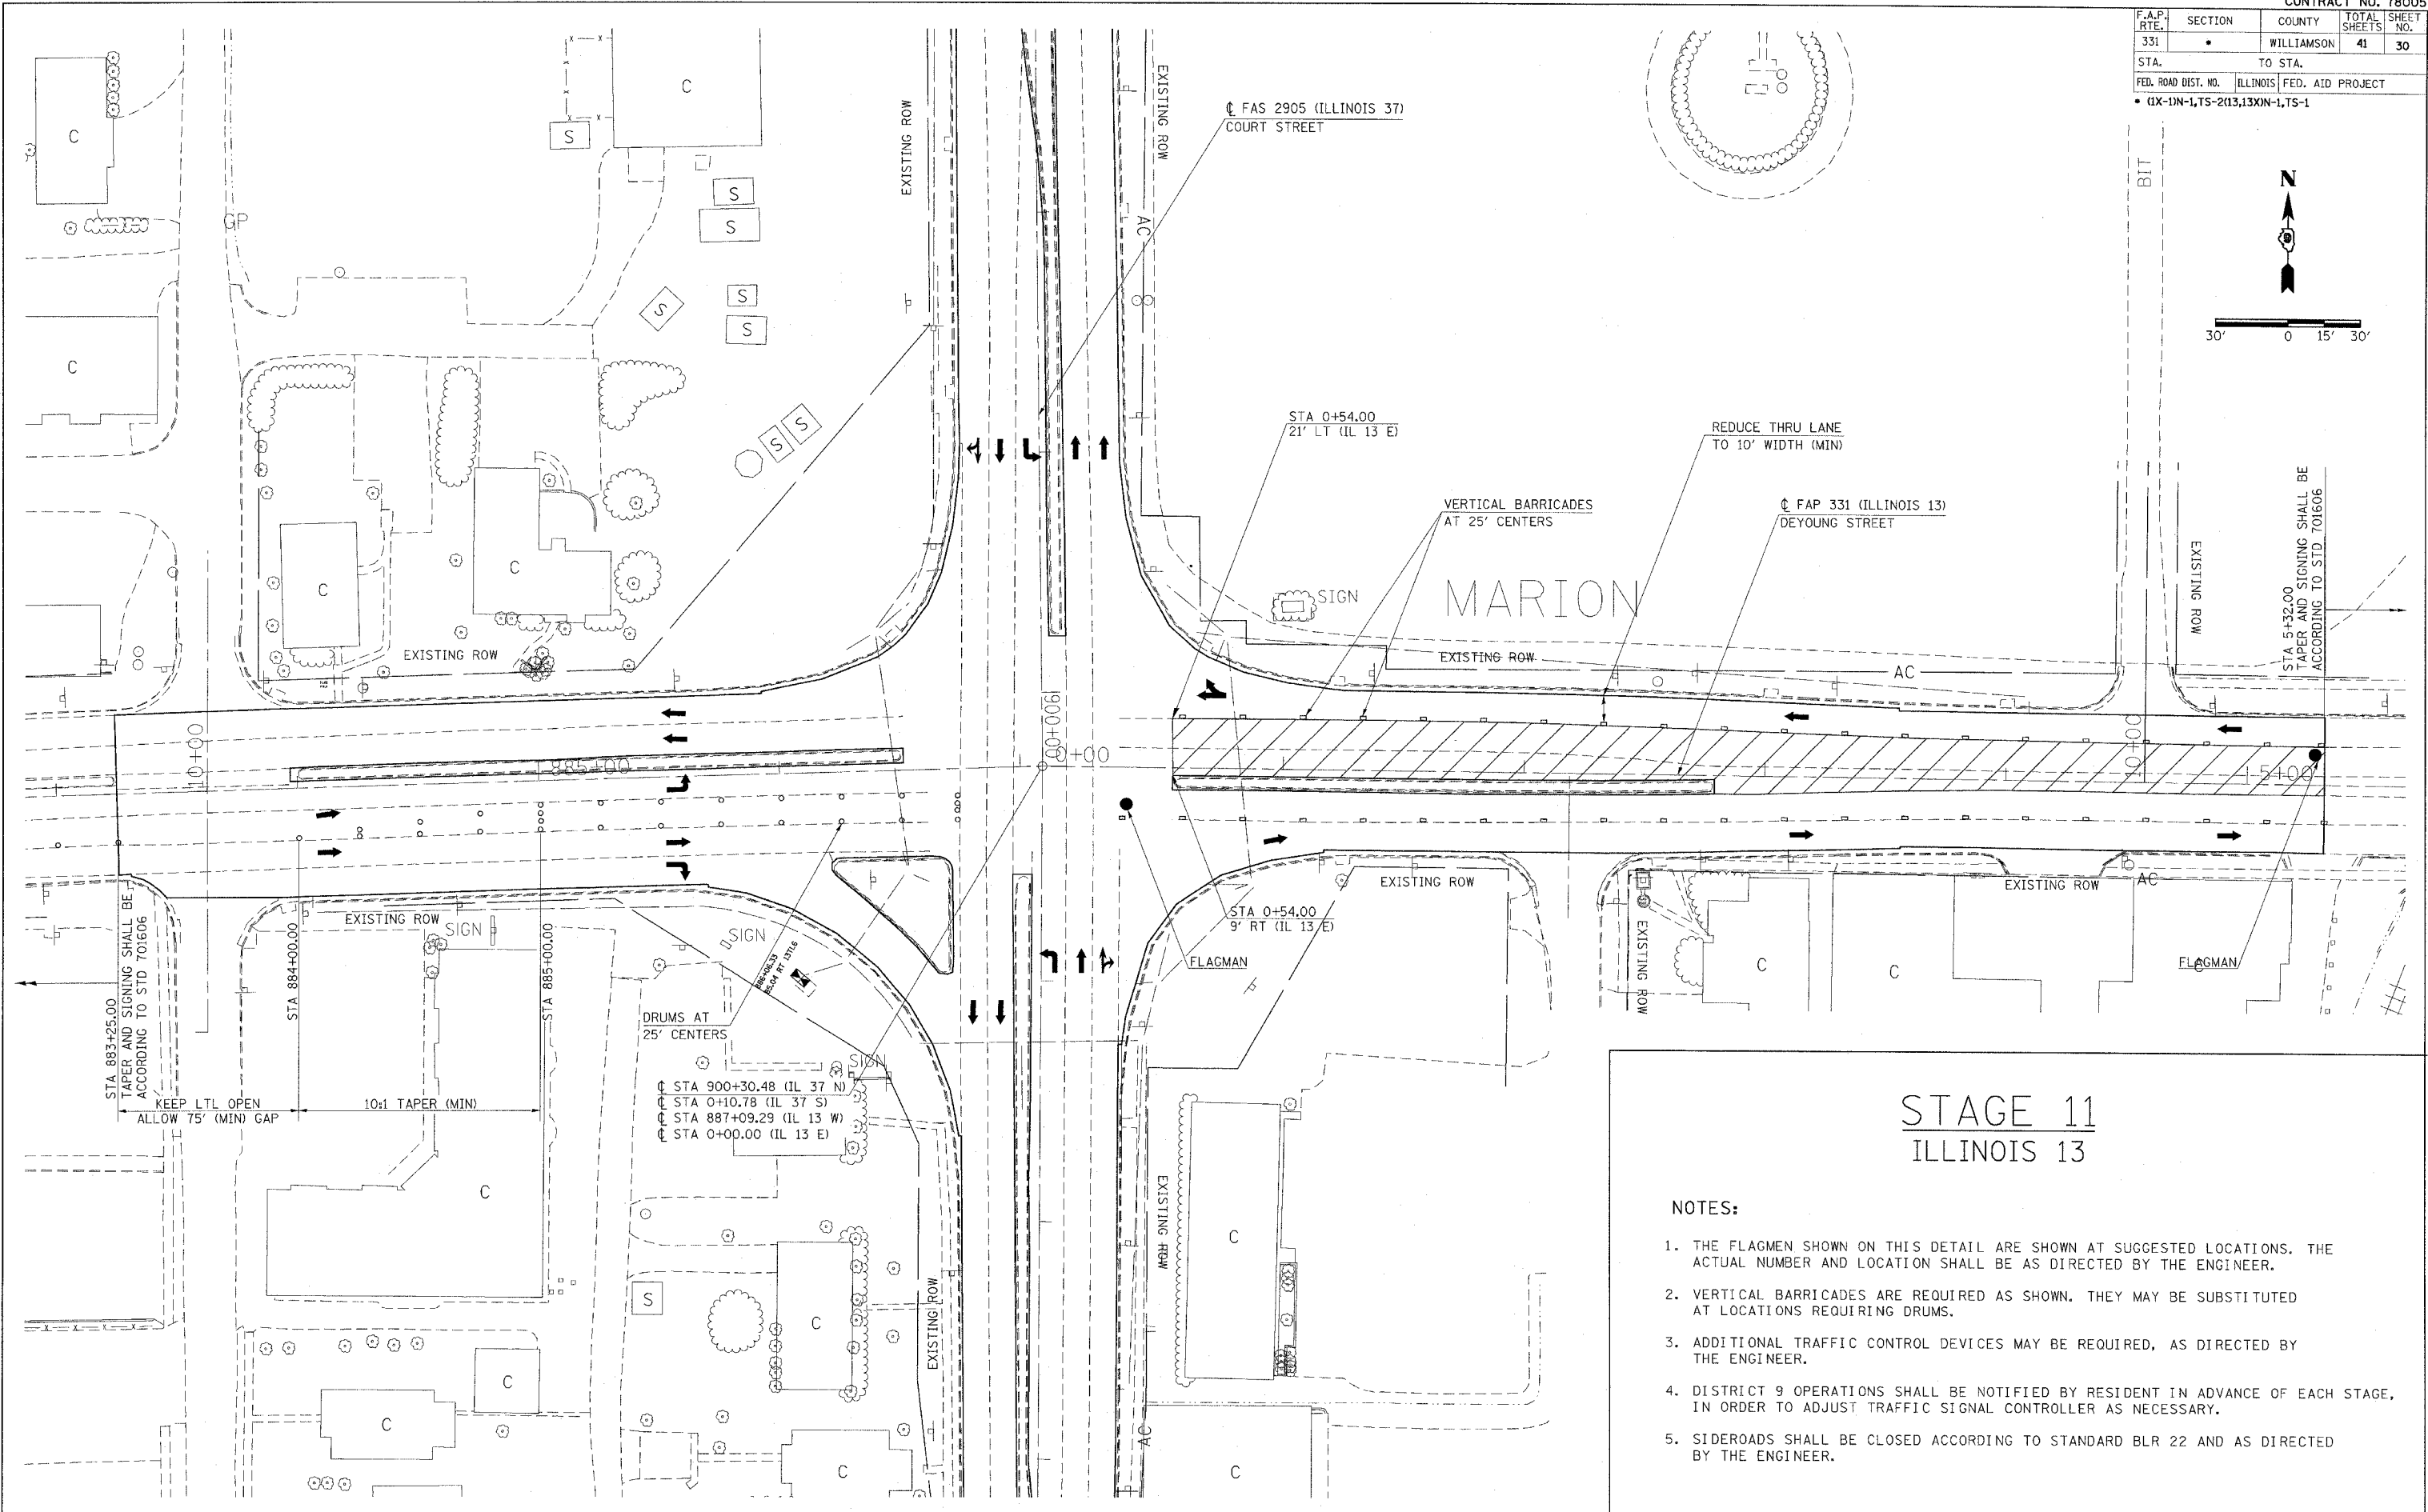 CONTRACT NO. 78005
F.A.P. RTE.
SECTION
COUNTY
TOTAL SHEETS
SHEET NO.
331
•
WILLIAMSON
41
30
STA.
TO STA.
FED. ROAD DIST. NO.
ILLINOIS
FED. AID PROJECT
• (1X-1)N-1,TS-2(13,13X)N-1,TS-1
N
30'
0
15'
30'
℄ FAS 2905 (ILLINOIS 37)
COURT STREET
EXISTING ROW
EXISTING ROW
AC
BIT
GP
C
C
C
C
C
S
S
S
S
S
S
S
S
STA 0+54.00
21' LT (IL 13 E)
REDUCE THRU LANE
TO 10' WIDTH (MIN)
VERTICAL BARRICADES
AT 25' CENTERS
℄ FAP 331 (ILLINOIS 13)
DEYOUNG STREET
STA 5+32.00
TAPER AND SIGNING SHALL BE
ACCORDING TO STD 701606
EXISTING ROW
SIGN
MARION
EXISTING ROW
EXISTING ROW
AC
10+00
885+00
900+00
0+00
10+00
15+00
EXISTING ROW
EXISTING ROW
EXISTING ROW
AC
EXISTING ROW
SIGN
SIGN
886+06.33
85.04 RT 13TL6
STA 0+54.00
9' RT (IL 13 E)
FLAGMAN
FLAGMAN
C
C
C
STA 883+25.00
TAPER AND SIGNING SHALL BE
ACCORDING TO STD 701606
STA 884+00.00
STA 885+00.00
DRUMS AT
25' CENTERS
SIGN
KEEP LTL OPEN
ALLOW 75' (MIN) GAP
10:1 TAPER (MIN)
℄ STA 900+30.48 (IL 37 N)
℄ STA 0+10.78 (IL 37 S)
℄ STA 887+09.29 (IL 13 W)
℄ STA 0+00.00 (IL 13 E)
EXISTING ROW
EXISTING ROW
C
C
S
C
C
C
C
C
AC
STAGE 11
ILLINOIS 13
NOTES:
1. THE FLAGMEN SHOWN ON THIS DETAIL ARE SHOWN AT SUGGESTED LOCATIONS. THE
ACTUAL NUMBER AND LOCATION SHALL BE AS DIRECTED BY THE ENGINEER.
2. VERTICAL BARRICADES ARE REQUIRED AS SHOWN. THEY MAY BE SUBSTITUTED
AT LOCATIONS REQUIRING DRUMS.
3. ADDITIONAL TRAFFIC CONTROL DEVICES MAY BE REQUIRED, AS DIRECTED BY
THE ENGINEER.
4. DISTRICT 9 OPERATIONS SHALL BE NOTIFIED BY RESIDENT IN ADVANCE OF EACH STAGE,
IN ORDER TO ADJUST TRAFFIC SIGNAL CONTROLLER AS NECESSARY.
5. SIDEROADS SHALL BE CLOSED ACCORDING TO STANDARD BLR 22 AND AS DIRECTED
BY THE ENGINEER.